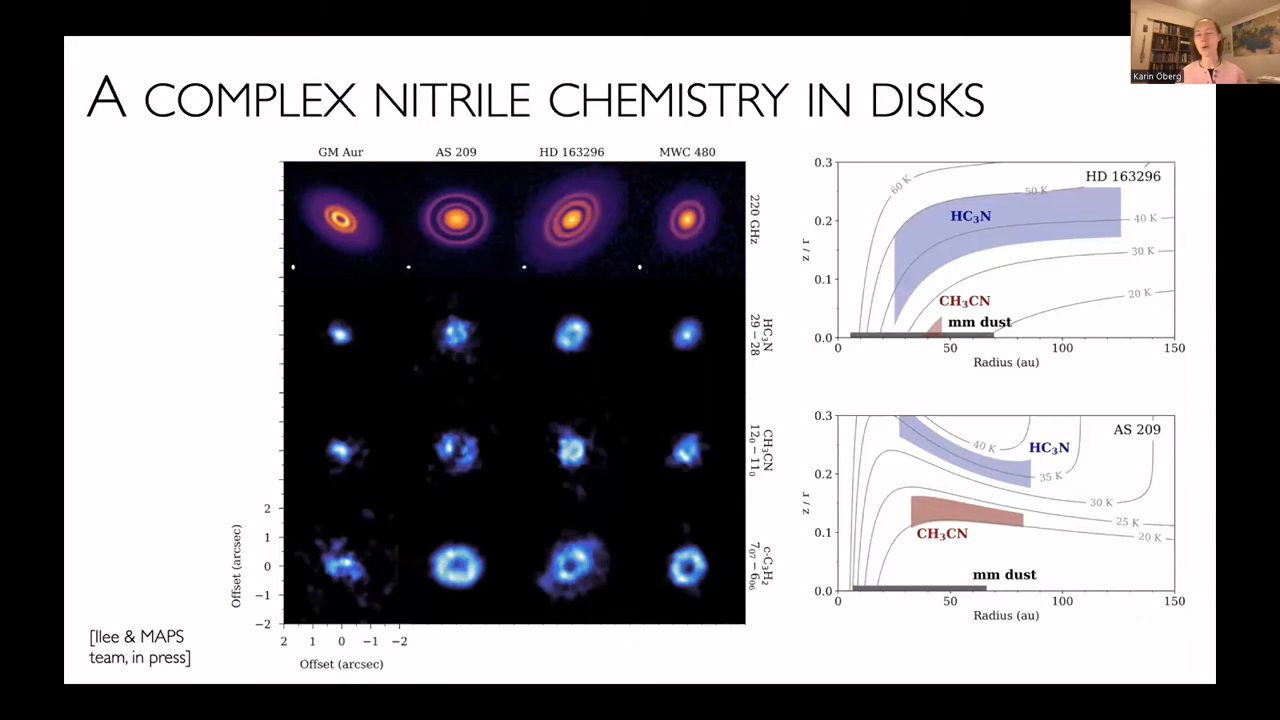 Karin Öberg
A COMPLEX NITRILE CHEMISTRY IN DISKS
GM Aur
AS 209
HD 163296
MWC 480
220 GHz
HC₃N
29−28
CH₃CN
12₀−11₀
c-C₃H₂
7₀₇−6₀₆
2
1
0
−1
−2
Offset (arcsec)
2 1 0 −1 −2
Offset (arcsec)
[Ilee & MAPS
team, in press]
HD 163296
0.3
0.2
0.1
0.0
z / r
60 K
50 K
40 K
30 K
20 K
HC₃N
CH₃CN
mm dust
0 50 100 150
Radius (au)
AS 209
0.3
0.2
0.1
0.0
z / r
40 K
35 K
30 K
25 K
20 K
HC₃N
CH₃CN
mm dust
0 50 100 150
Radius (au)